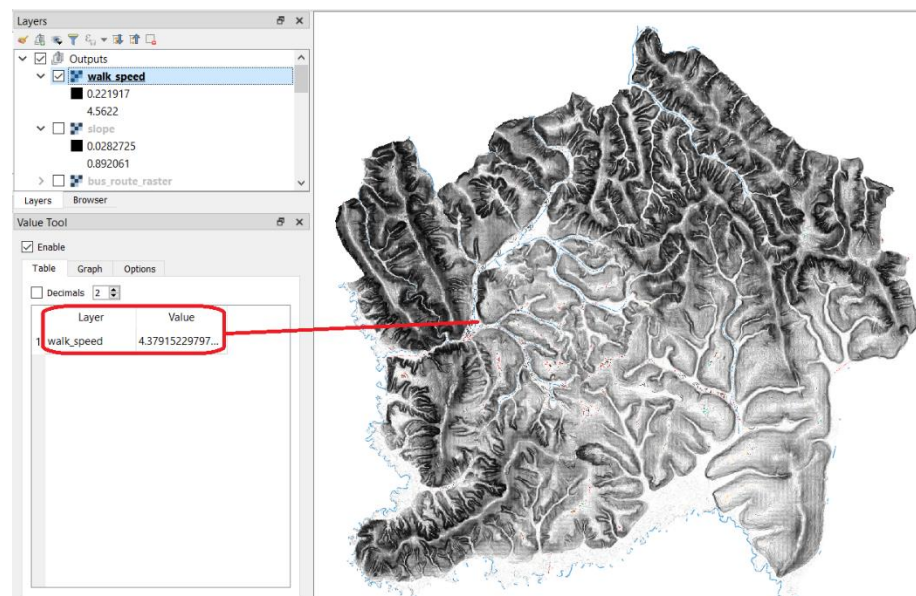 Layers
Outputs
walk_speed
0.221917
4.5622
slope
0.0282725
0.892061
bus_route_raster
Layers Browser
Value Tool
Enable
Table Graph Options
Decimals 2
Layer Value
1 walk_speed 4.37915229797...